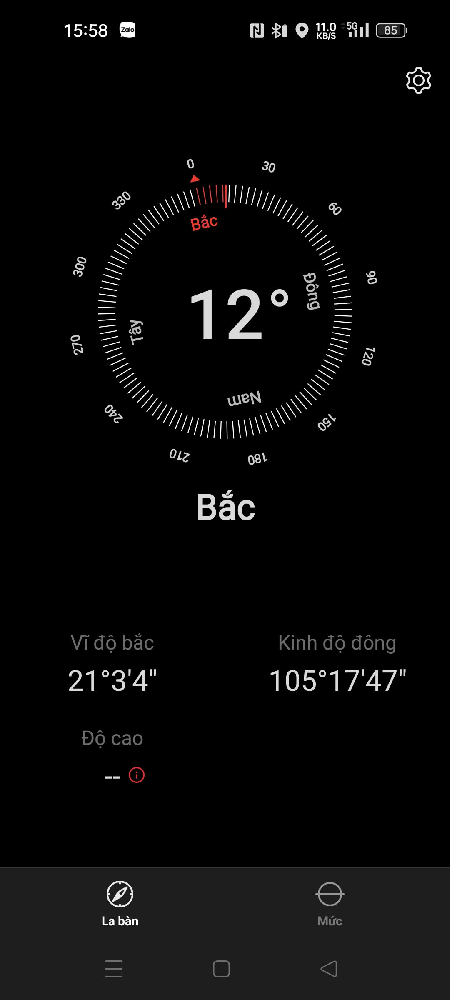 15:58 Zalo 11.0 KB/S 5G 85
0
30
60
90
120
150
180
210
240
270
300
330
Bắc
Đông
Nam
Tây
12°
Bắc
Vĩ độ bắc Kinh độ đông
21°3'4" 105°17'47"
Độ cao
--
La bàn Mức